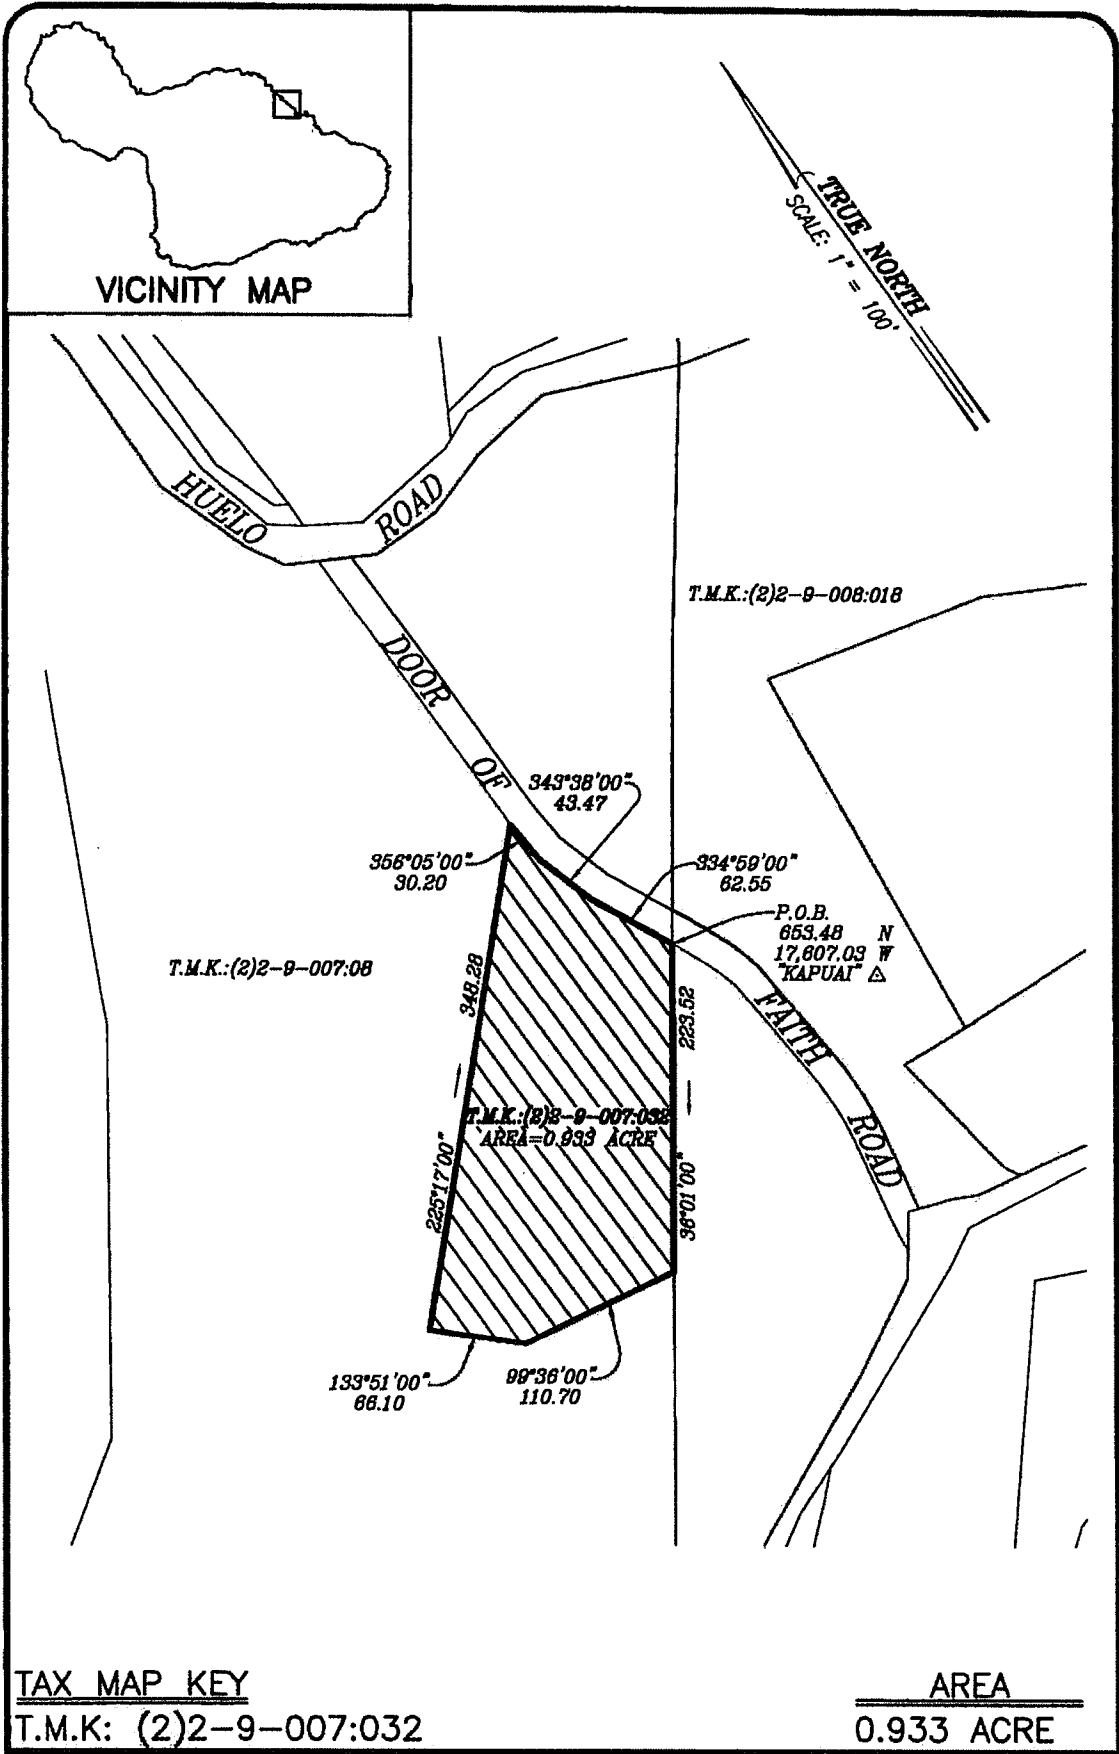 VICINITY MAP
TRUE NORTH
SCALE: 1" = 100'
HUELO ROAD
T.M.K.:(2)2-9-008:018
DOOR OF FAITH ROAD
343°38'00"
43.47
356°05'00"
30.20
334°59'00"
62.55
P.O.B.
653.48 N
17,607.03 W
"KAPUAI"
T.M.K.:(2)2-9-007:08
348.28
225°17'00"
223.52
36°01'00"
T.M.K.:(2)2-9-007:032
AREA=0.933 ACRE
133°51'00"
66.10
99°36'00"
110.70
TAX MAP KEY
T.M.K: (2)2-9-007:032
AREA
0.933 ACRE